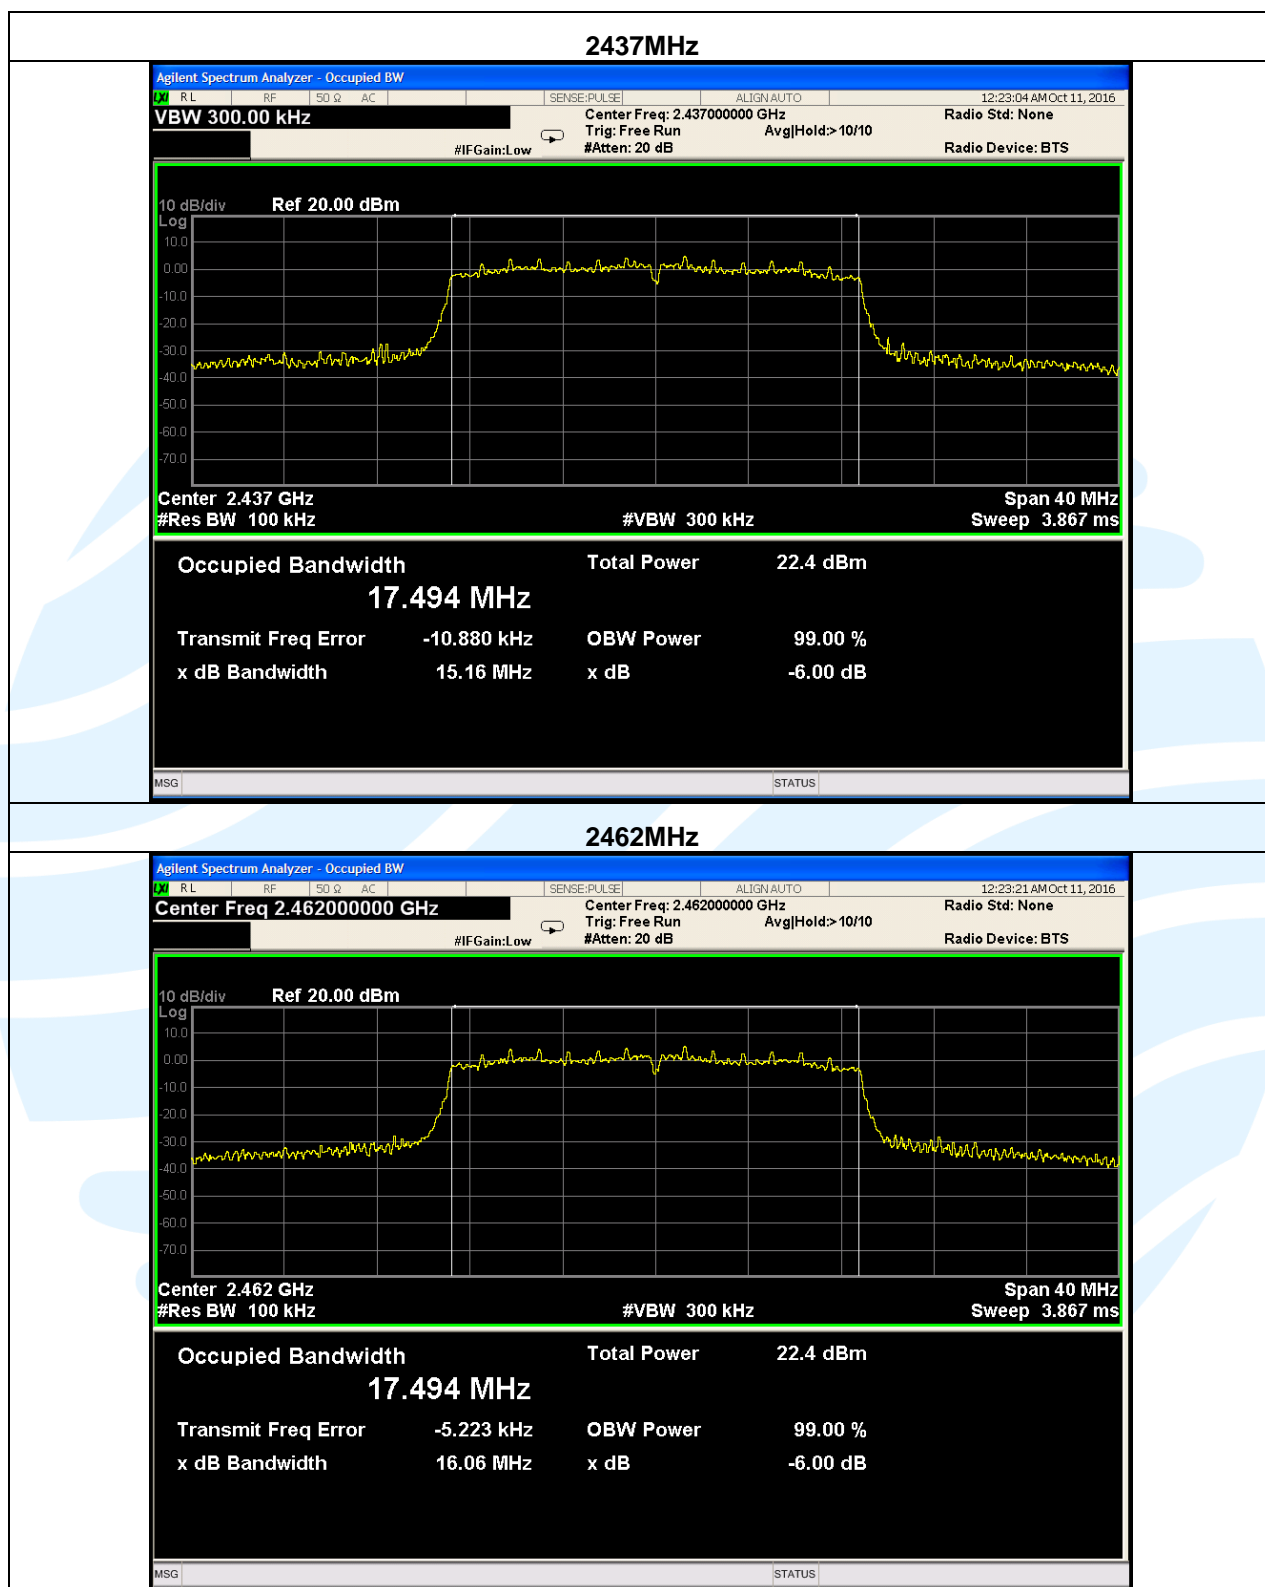 2437MHz
Agilent Spectrum Analyzer - Occupied BW
LXI RL RF 50 Ω AC SENSE:PULSE ALIGN AUTO 12:23:04 AM Oct 11, 2016
VBW 300.00 kHz Center Freq: 2.437000000 GHz Radio Std: None
Trig: Free Run Avg|Hold:>10/10
#IFGain:Low #Atten: 20 dB Radio Device: BTS
10 dB/div Ref 20.00 dBm
Log
10.0
0.00
-10.0
-20.0
-30.0
-40.0
-50.0
-60.0
-70.0
Center 2.437 GHz Span 40 MHz
#Res BW 100 kHz #VBW 300 kHz Sweep 3.867 ms
Occupied Bandwidth Total Power 22.4 dBm
17.494 MHz
Transmit Freq Error -10.880 kHz OBW Power 99.00 %
x dB Bandwidth 15.16 MHz x dB -6.00 dB
MSG STATUS
2462MHz
Agilent Spectrum Analyzer - Occupied BW
LXI RL RF 50 Ω AC SENSE:PULSE ALIGN AUTO 12:23:21 AM Oct 11, 2016
Center Freq 2.462000000 GHz Center Freq: 2.462000000 GHz Radio Std: None
Trig: Free Run Avg|Hold:>10/10
#IFGain:Low #Atten: 20 dB Radio Device: BTS
10 dB/div Ref 20.00 dBm
Log
10.0
0.00
-10.0
-20.0
-30.0
-40.0
-50.0
-60.0
-70.0
Center 2.462 GHz Span 40 MHz
#Res BW 100 kHz #VBW 300 kHz Sweep 3.867 ms
Occupied Bandwidth Total Power 22.4 dBm
17.494 MHz
Transmit Freq Error -5.223 kHz OBW Power 99.00 %
x dB Bandwidth 16.06 MHz x dB -6.00 dB
MSG STATUS